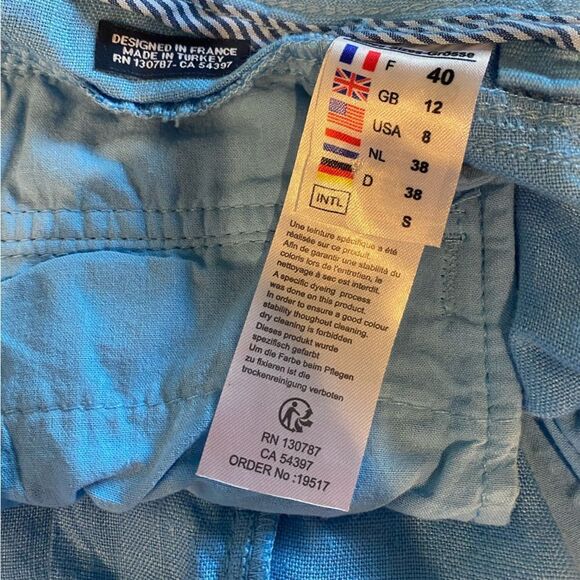 DESIGNED IN FRANCE
MADE IN TURKEY
RN 130787- CA 54397
F 40
GB 12
USA 8
NL 38
D 38
INTL S
Une teinture spécifique a été
réalisée sur ce produit.
Afin de garantir une stabilité du
coloris lors de l'entretien, le
nettoyage à sec est interdit.
A specific dyeing process
was done on this product.
In order to ensure a good colour
stability thoughout cleaning.
dry cleaning is forbidden
Dieses produkt wurde
spezifisch gefärbt
Um die Farbe beim Pflegen
zu fixieren ist die
trockenreinigung verboten
RN 130787
CA 54397
ORDER No :19517